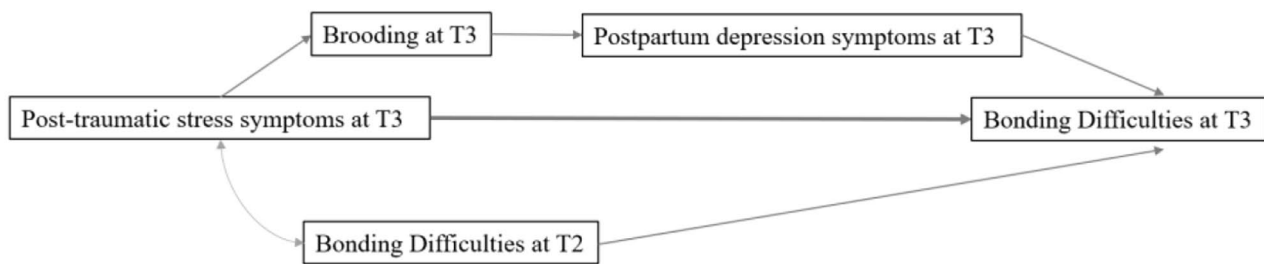 Brooding at T3
Postpartum depression symptoms at T3
Post-traumatic stress symptoms at T3
Bonding Difficulties at T3
Bonding Difficulties at T2